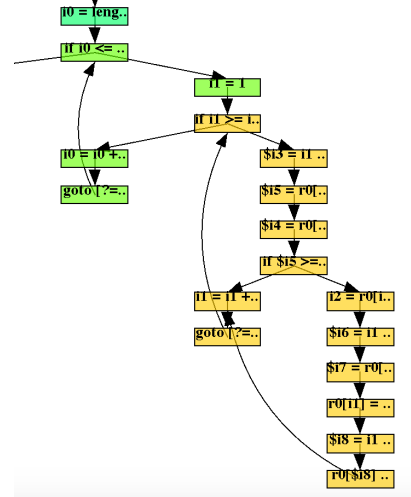 i0 = leng..
if i0 <= ..
i1 = 1
if i1 >= i..
i0 = i0 +..
$i3 = i1 ..
goto [?=..
$i5 = r0[..
$i4 = r0[..
if $i5 >=..
i1 = i1 +..
i2 = r0[i..
goto [?=..
$i6 = i1 ..
$i7 = r0[..
r0[i1] = ..
$i8 = i1 ..
r0[$i8] ..